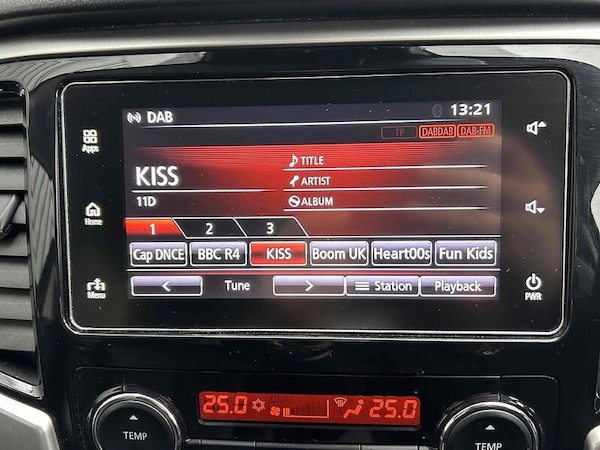 DAB 13:21
TP DABDAB DAB-FM
Apps
TITLE
KISS
ARTIST
11D
ALBUM
Home
1 2 3
Cap DNCE BBC R4 KISS Boom UK Heart00s Fun Kids
< Tune > Station Playback
Menu
PWR
25.0 DUAL 25.0
TEMP TEMP